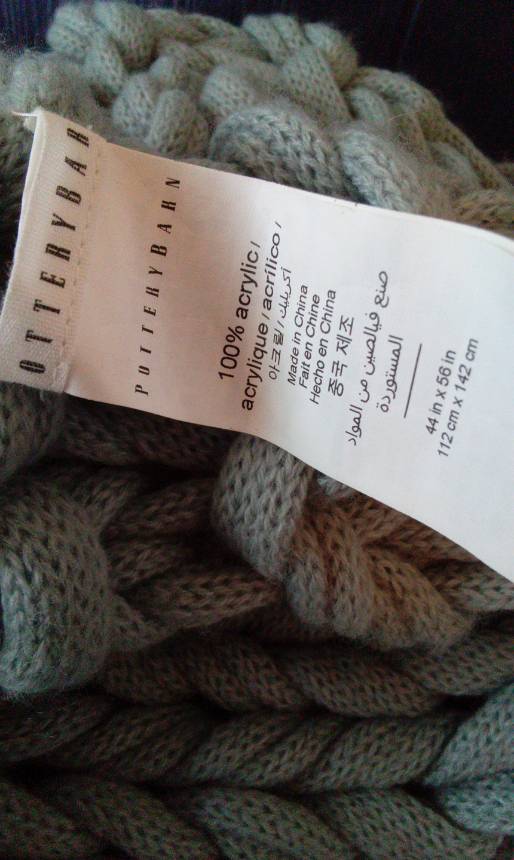 OTTERYBAR
POTTERYBARN
100% acrylic /
acrylique / acrílico /
아크릴 / أكريليك
Made in China
Fait en Chine
Hecho en China
중국 제조
صنع في الصين من المواد
المستوردة
44 in x 56 in
112 cm x 142 cm